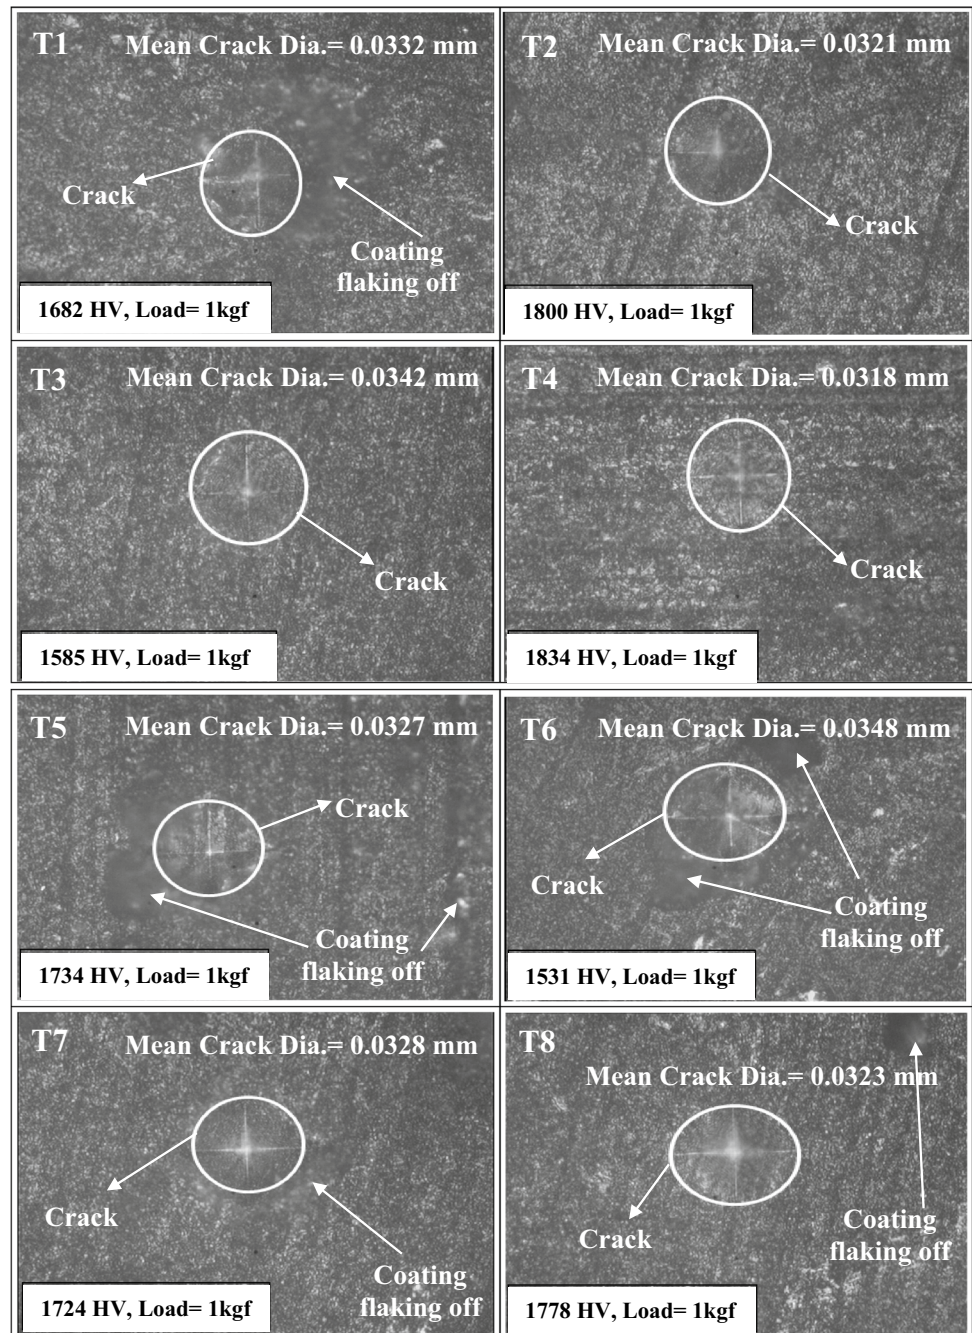 T1
Mean Crack Dia.= 0.0332 mm
Crack
Coating
flaking off
1682 HV, Load= 1kgf
T2
Mean Crack Dia.= 0.0321 mm
Crack
1800 HV, Load= 1kgf
T3
Mean Crack Dia.= 0.0342 mm
Crack
1585 HV, Load= 1kgf
T4
Mean Crack Dia.= 0.0318 mm
Crack
1834 HV, Load= 1kgf
T5
Mean Crack Dia.= 0.0327 mm
Crack
Coating
flaking off
1734 HV, Load= 1kgf
T6
Mean Crack Dia.= 0.0348 mm
Crack
Coating
flaking off
1531 HV, Load= 1kgf
T7
Mean Crack Dia.= 0.0328 mm
Crack
Coating
flaking off
1724 HV, Load= 1kgf
T8
Mean Crack Dia.= 0.0323 mm
Crack
Coating
flaking off
1778 HV, Load= 1kgf